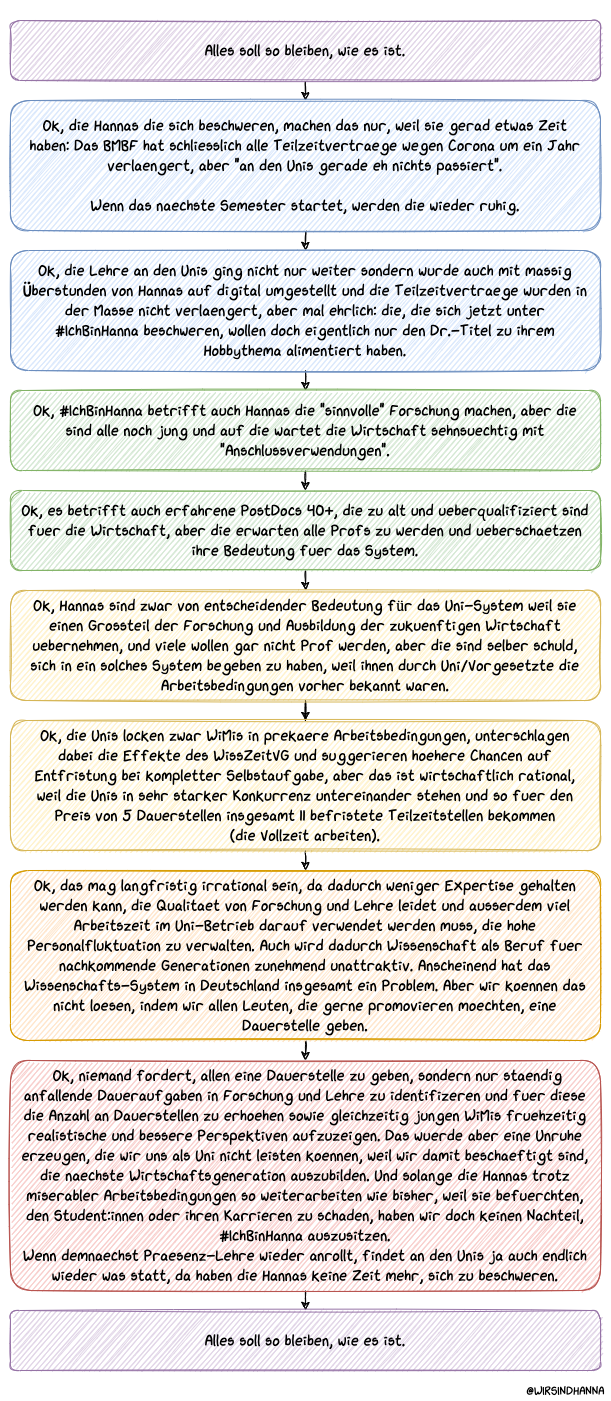 Alles soll so bleiben, wie es ist.
Ok, die Hannas die sich beschweren, machen das nur, weil sie gerad etwas Zeit
haben: Das BMBF hat schliesslich alle Teilzeitvertraege wegen Corona um ein Jahr
verlaengert, aber "an den Unis gerade eh nichts passiert".
Wenn das naechste Semester startet, werden die wieder ruhig.
Ok, die Lehre an den Unis ging nicht nur weiter sondern wurde auch mit massig
Überstunden von Hannas auf digital umgestellt und die Teilzeitvertraege wurden in
der Masse nicht verlaengert, aber mal ehrlich: die, die sich jetzt unter
#IchBinHanna beschweren, wollen doch eigentlich nur den Dr.-Titel zu ihrem
Hobbythema alimentiert haben.
Ok, #IchBinHanna betrifft auch Hannas die "sinnvolle" Forschung machen, aber die
sind alle noch jung und auf die wartet die Wirtschaft sehnsuechtig mit
"Anschlussverwendungen".
Ok, es betrifft auch erfahrene PostDocs 40+, die zu alt und ueberqualifiziert sind
fuer die Wirtschaft, aber die erwarten alle Profs zu werden und ueberschaetzen
ihre Bedeutung fuer das System.
Ok, Hannas sind zwar von entscheidender Bedeutung für das Uni-System weil sie
einen Grossteil der Forschung und Ausbildung der zukuenftigen Wirtschaft
uebernehmen, und viele wollen gar nicht Prof werden, aber die sind selber schuld,
sich in ein solches System begeben zu haben, weil ihnen durch Uni/Vorgesetzte die
Arbeitsbedingungen vorher bekannt waren.
Ok, die Unis locken zwar WiMis in prekaere Arbeitsbedingungen, unterschlagen
dabei die Effekte des WissZeitVG und suggerieren hoehere Chancen auf
Entfristung bei kompletter Selbstaufgabe, aber das ist wirtschaftlich rational,
weil die Unis in sehr starker Konkurrenz untereinander stehen und so fuer den
Preis von 5 Dauerstellen insgesamt 11 befristete Teilzeitstellen bekommen
(die Vollzeit arbeiten).
Ok, das mag langfristig irrational sein, da dadurch weniger Expertise gehalten
werden kann, die Qualitaet von Forschung und Lehre leidet und ausserdem viel
Arbeitszeit im Uni-Betrieb darauf verwendet werden muss, die hohe
Personalfluktuation zu verwalten. Auch wird dadurch Wissenschaft als Beruf fuer
nachkommende Generationen zunehmend unattraktiv. Anscheinend hat das
Wissenschafts-System in Deutschland insgesamt ein Problem. Aber wir koennen das
nicht loesen, indem wir allen Leuten, die gerne promovieren moechten, eine
Dauerstelle geben.
Ok, niemand fordert, allen eine Dauerstelle zu geben, sondern nur staendig
anfallende Daueraufgaben in Forschung und Lehre zu identifizeren und fuer diese
die Anzahl an Dauerstellen zu erhoehen sowie gleichzeitig jungen WiMis fruehzeitig
realistische und bessere Perspektiven aufzuzeigen. Das wuerde aber eine Unruhe
erzeugen, die wir uns als Uni nicht leisten koennen, weil wir damit beschaeftigt sind,
die naechste Wirtschaftsgeneration auszubilden. Und solange die Hannas trotz
miserabler Arbeitsbedingungen so weiterarbeiten wie bisher, weil sie befuerchten,
den Student:innen oder ihren Karrieren zu schaden, haben wir doch keinen Nachteil,
#IchBinHanna auszusitzen.
Wenn demnaechst Praesenz-Lehre wieder anrollt, findet an den Unis ja auch endlich
wieder was statt, da haben die Hannas keine Zeit mehr, sich zu beschweren.
Alles soll so bleiben, wie es ist.
@WIRSINDHANNA